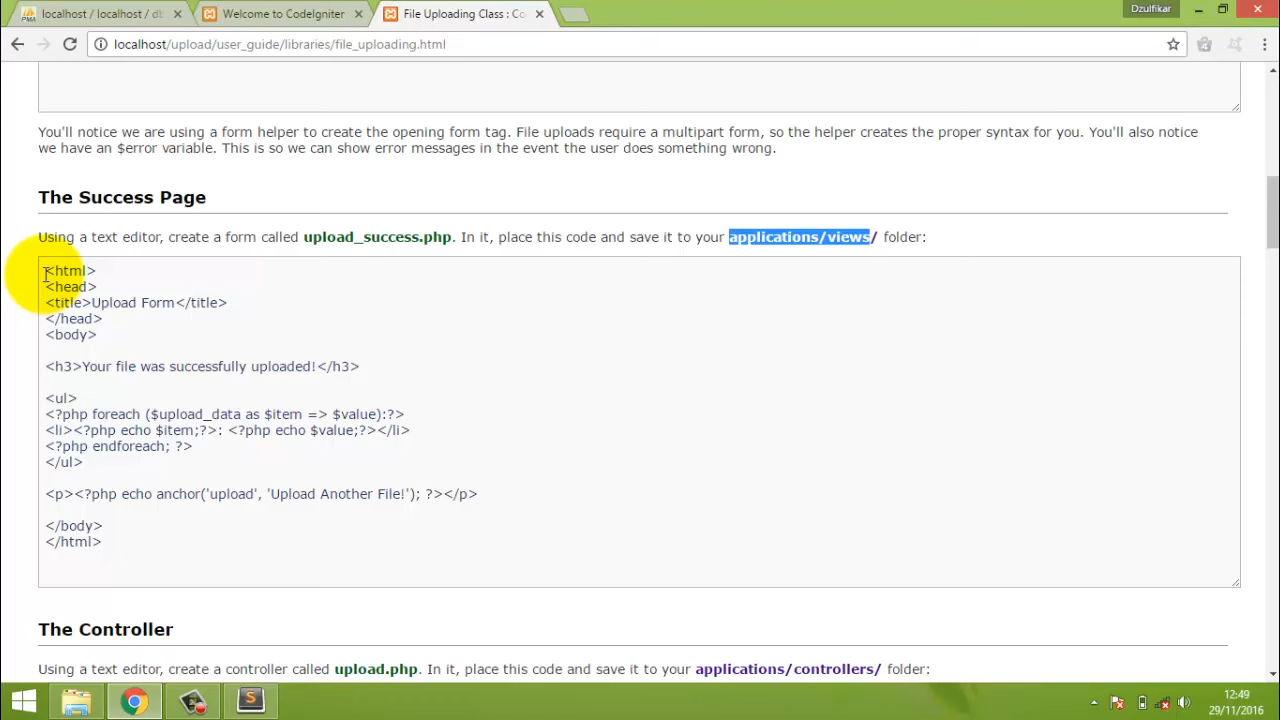 localhost / localhost / db
Welcome to CodeIgniter
File Uploading Class : Co
Dzulfikar
localhost/upload/user_guide/libraries/file_uploading.html
You'll notice we are using a form helper to create the opening form tag. File uploads require a multipart form, so the helper creates the proper syntax for you. You'll also notice
we have an $error variable. This is so we can show error messages in the event the user does something wrong.
The Success Page
Using a text editor, create a form called upload_success.php. In it, place this code and save it to your applications/views/ folder:
<html>
<head>
<title>Upload Form</title>
</head>
<body>
<h3>Your file was successfully uploaded!</h3>
<ul>
<?php foreach ($upload_data as $item => $value):?>
<li><?php echo $item;?>: <?php echo $value;?></li>
<?php endforeach; ?>
</ul>
<p><?php echo anchor('upload', 'Upload Another File!'); ?></p>
</body>
</html>
The Controller
Using a text editor, create a controller called upload.php. In it, place this code and save it to your applications/controllers/ folder:
12:49
29/11/2016